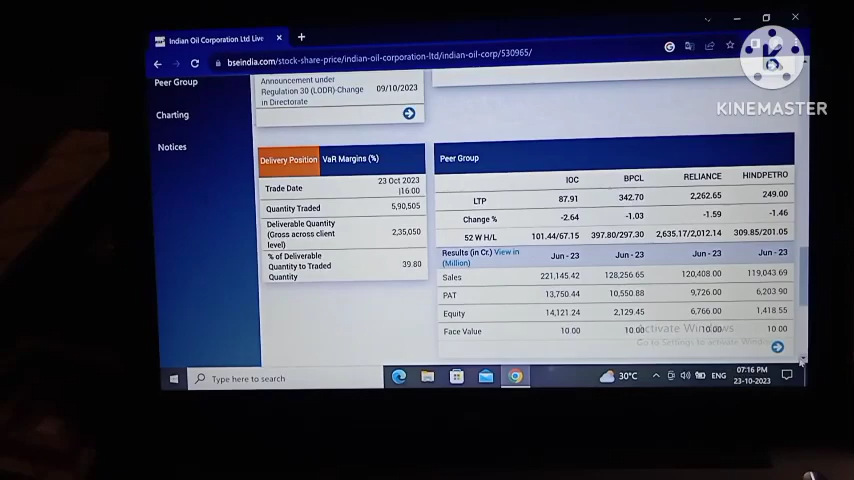 Indian Oil Corporation Ltd Live
bseindia.com/stock-share-price/indian-oil-corporation-ltd/indian-oil-corp/530965/
KINEMASTER
Peer Group
Charting
Notices
Announcement under
Regulation 30 (LODR)-Change
in Directorate
09/10/2023
Delivery Position VaR Margins (%)
Trade Date 23 Oct 2023
|16:00
Quantity Traded 5,90,505
Deliverable Quantity
(Gross across client
level) 2,35,050
% of Deliverable
Quantity to Traded
Quantity 39.80
Peer Group
IOC BPCL RELIANCE HINDPETRO
LTP 87.91 342.70 2,262.65 249.00
Change % -2.64 -1.03 -1.59 -1.46
52 W H/L 101.44/67.15 397.80/297.30 2,635.17/2,012.14 309.85/201.05
Results (in Cr.) View in
(Million) Jun - 23 Jun - 23 Jun - 23 Jun - 23
Sales 221,145.42 128,256.65 120,408.00 119,043.69
PAT 13,750.44 10,550.88 9,726.00 6,203.90
Equity 14,121.24 2,129.45 6,766.00 1,418.55
Face Value 10.00 10.00 10.00 10.00
Activate Windows
Go to Settings to activate Windows
Type here to search
30°C
ENG
07:16 PM
23-10-2023